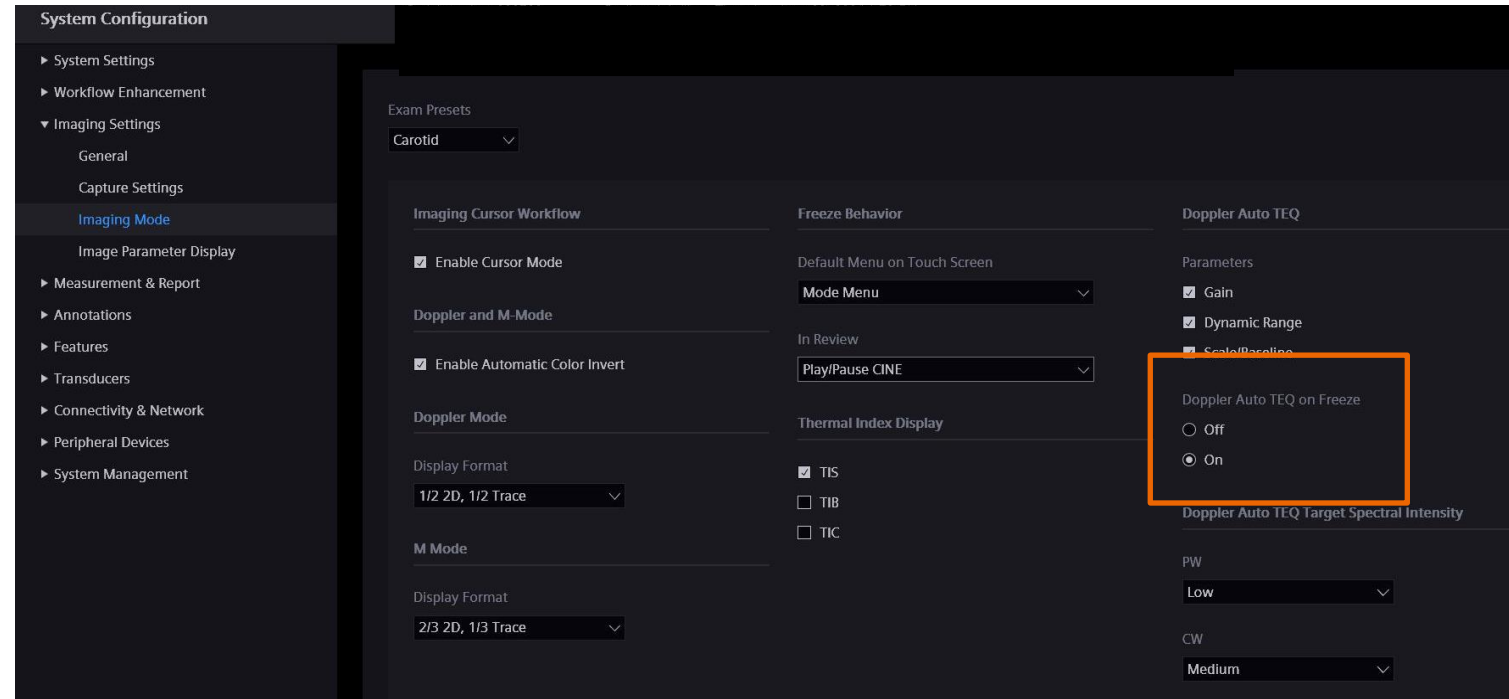 System Configuration
System Settings
Workflow Enhancement
Imaging Settings
General
Capture Settings
Imaging Mode
Image Parameter Display
Measurement & Report
Annotations
Features
Transducers
Connectivity & Network
Peripheral Devices
System Management
Exam Presets
Carotid
Imaging Cursor Workflow
Enable Cursor Mode
Doppler and M-Mode
Enable Automatic Color Invert
Doppler Mode
Display Format
1/2 2D, 1/2 Trace
M Mode
Display Format
2/3 2D, 1/3 Trace
Freeze Behavior
Default Menu on Touch Screen
Mode Menu
In Review
Play/Pause CINE
Thermal Index Display
TIS
TIB
TIC
Doppler Auto TEQ
Parameters
Gain
Dynamic Range
Scale/Baseline
Doppler Auto TEQ on Freeze
Off
On
Doppler Auto TEQ Target Spectral Intensity
PW
Low
CW
Medium